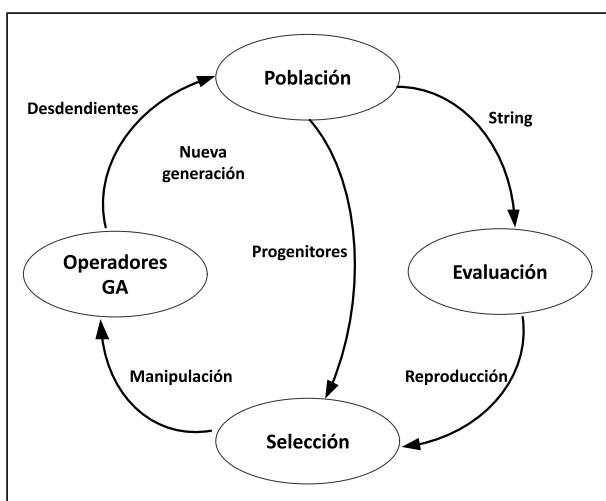 Población
Desdendientes
String
Nueva
generación
Operadores
GA
Progenitores
Evaluación
Manipulación
Reproducción
Selección